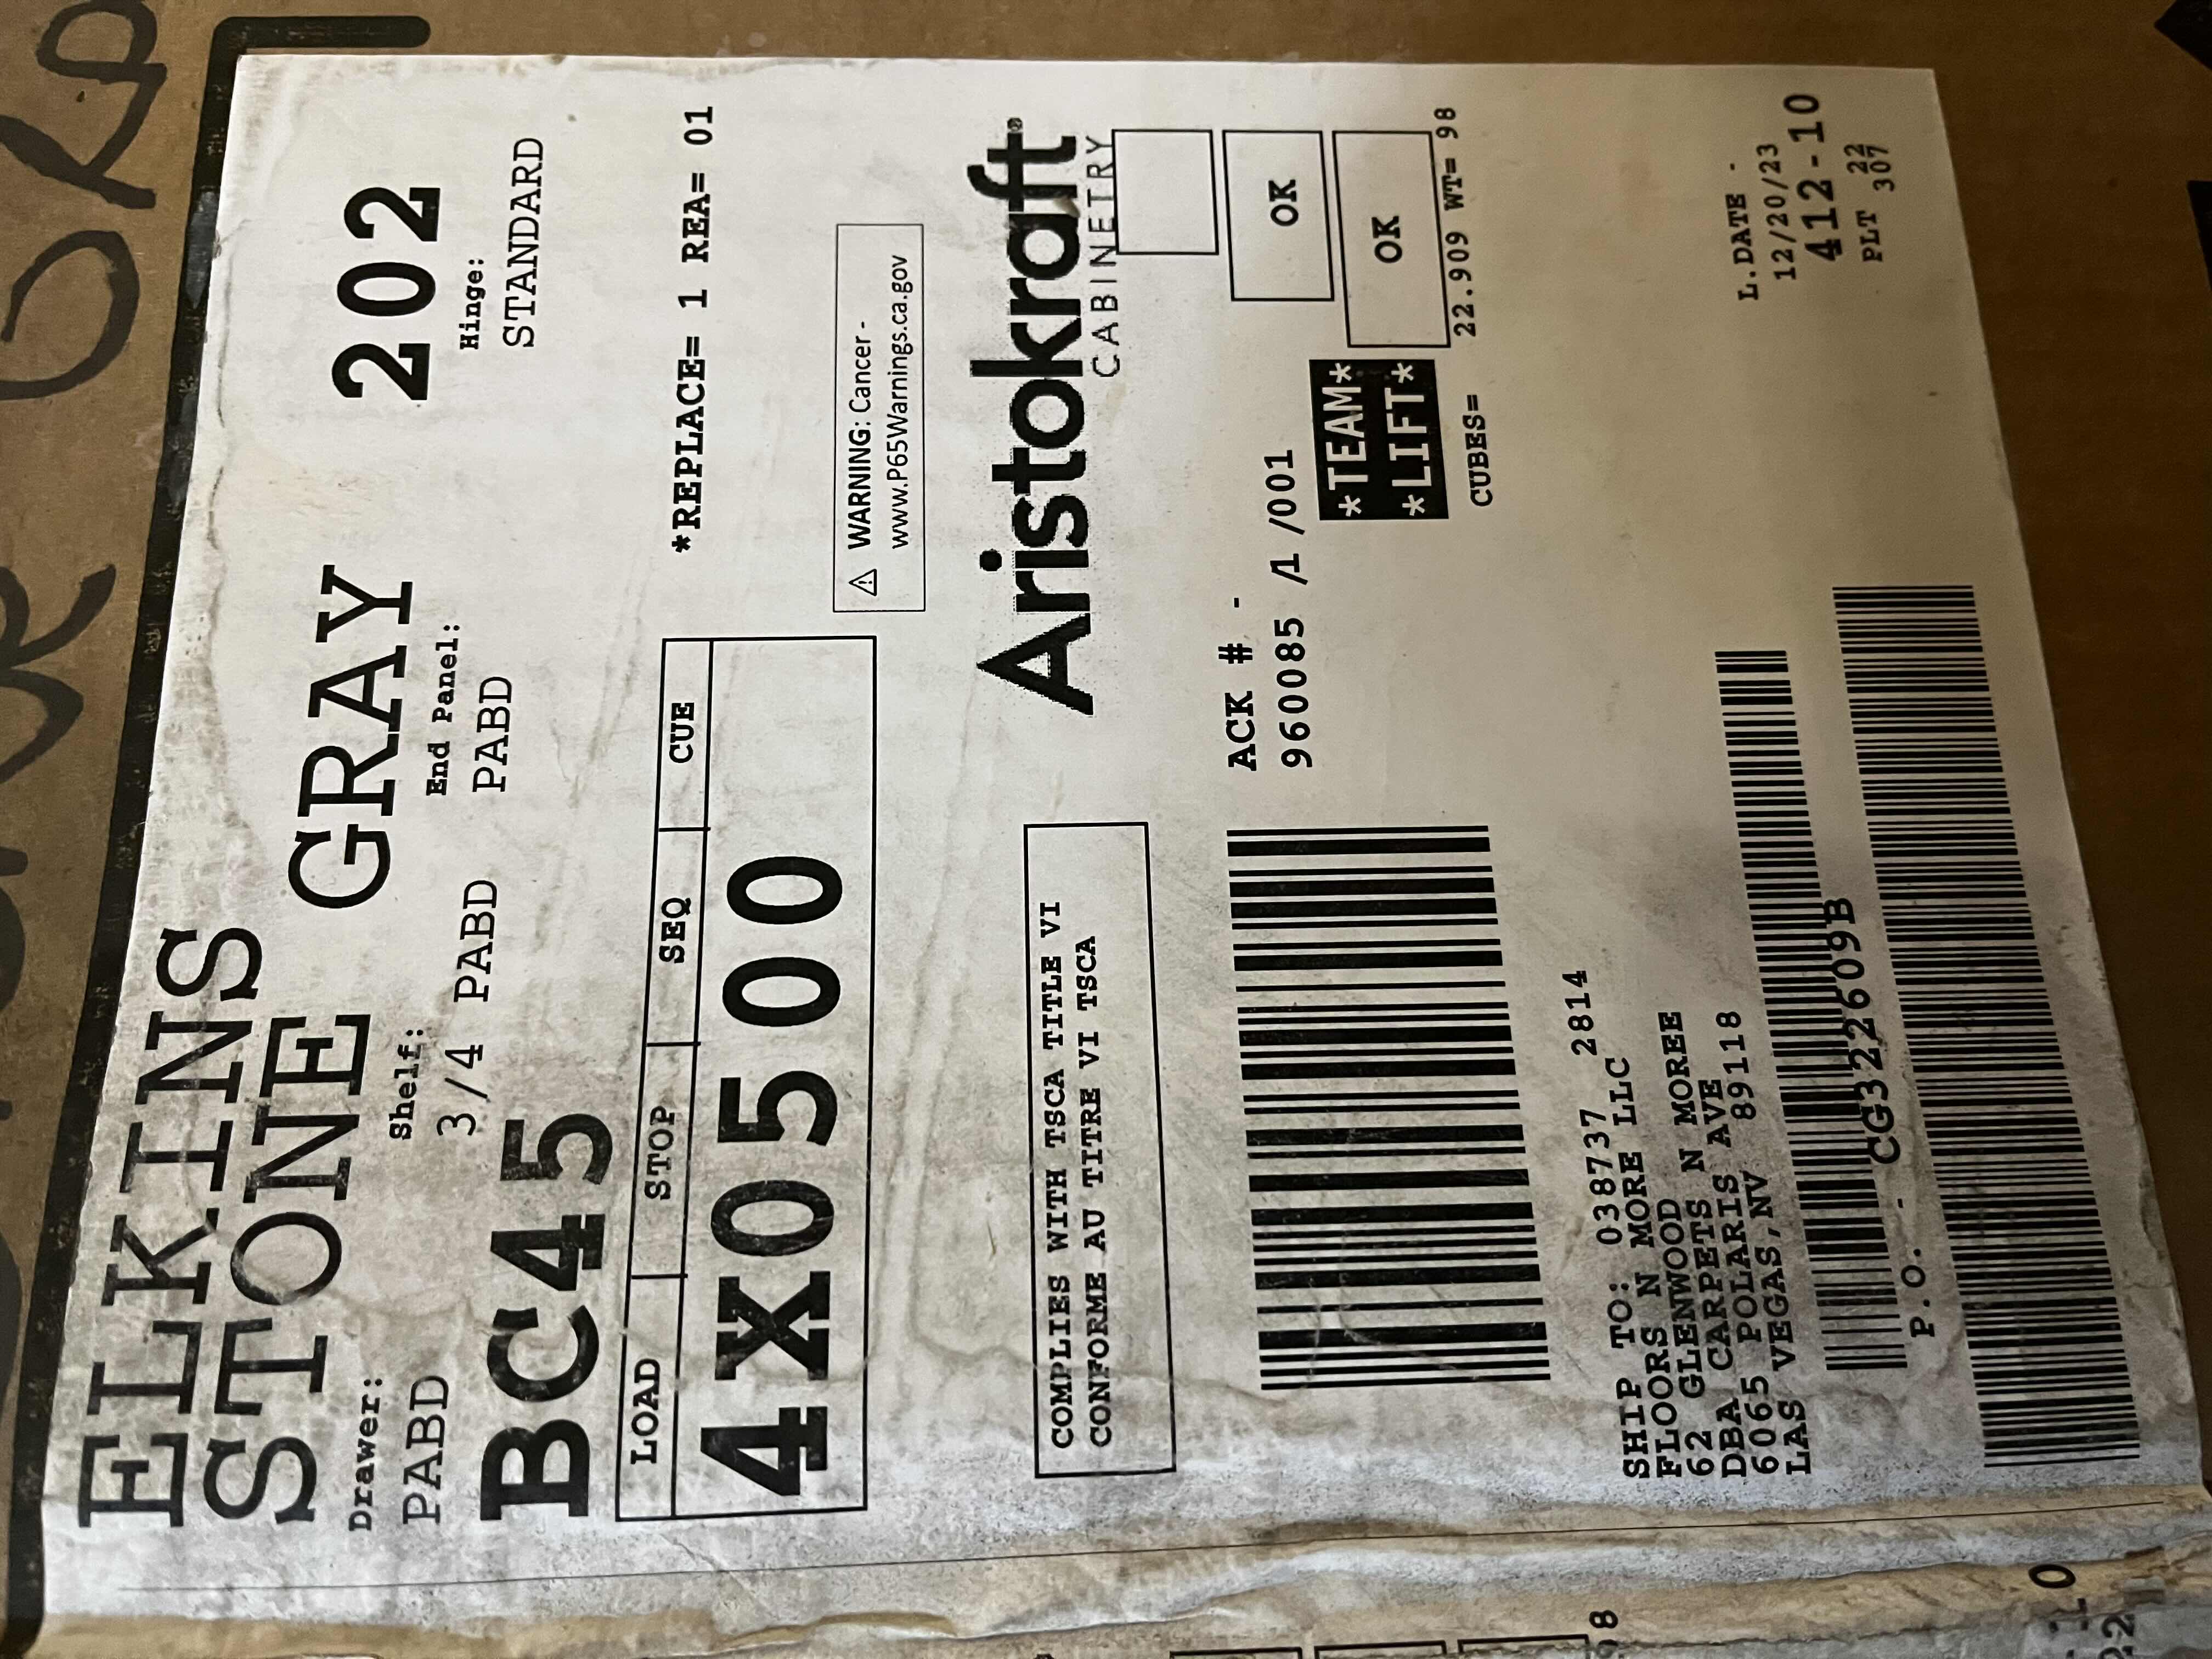 ELKINS
STONE GRAY 202
Drawer: Shelf: End Panel: Hinge:
PABD 3/4 PABD PABD STANDARD
BC45
*REPLACE= 1 REA= 01
LOAD STOP SEQ CUE
4X0500
⚠ WARNING: Cancer -
www.P65Warnings.ca.gov
Aristokraft®
CABINETRY
COMPLIES WITH TSCA TITLE VI
CONFORME AU TITRE VI TSCA
ACK # -
9600085 /1 /001
OK
OK
*TEAM*
*LIFT*
CUBES= 22.909 WT= 98
SHIP TO: 038737 2814
FLOORS N MORE LLC
62 GLENWOOD
DBA CARPETS N MOREE
6065 POLARIS AVE
LAS VEGAS,NV 89118
CG322609B
P.O. -
L.DATE -
12/20/23
412-10
22
PLT 307